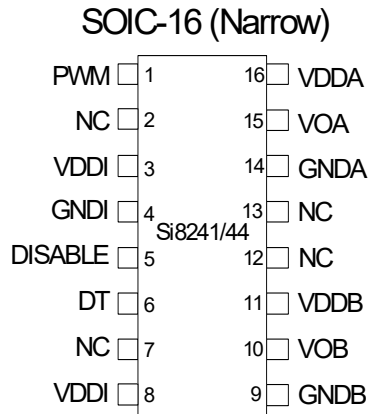 SOIC-16 (Narrow)
PWM 1 16 VDDA
NC 2 15 VOA
VDDI 3 14 GNDA
GNDI 4 13 NC
Si8241/44
DISABLE 5 12 NC
DT 6 11 VDDB
NC 7 10 VOB
VDDI 8 9 GNDB